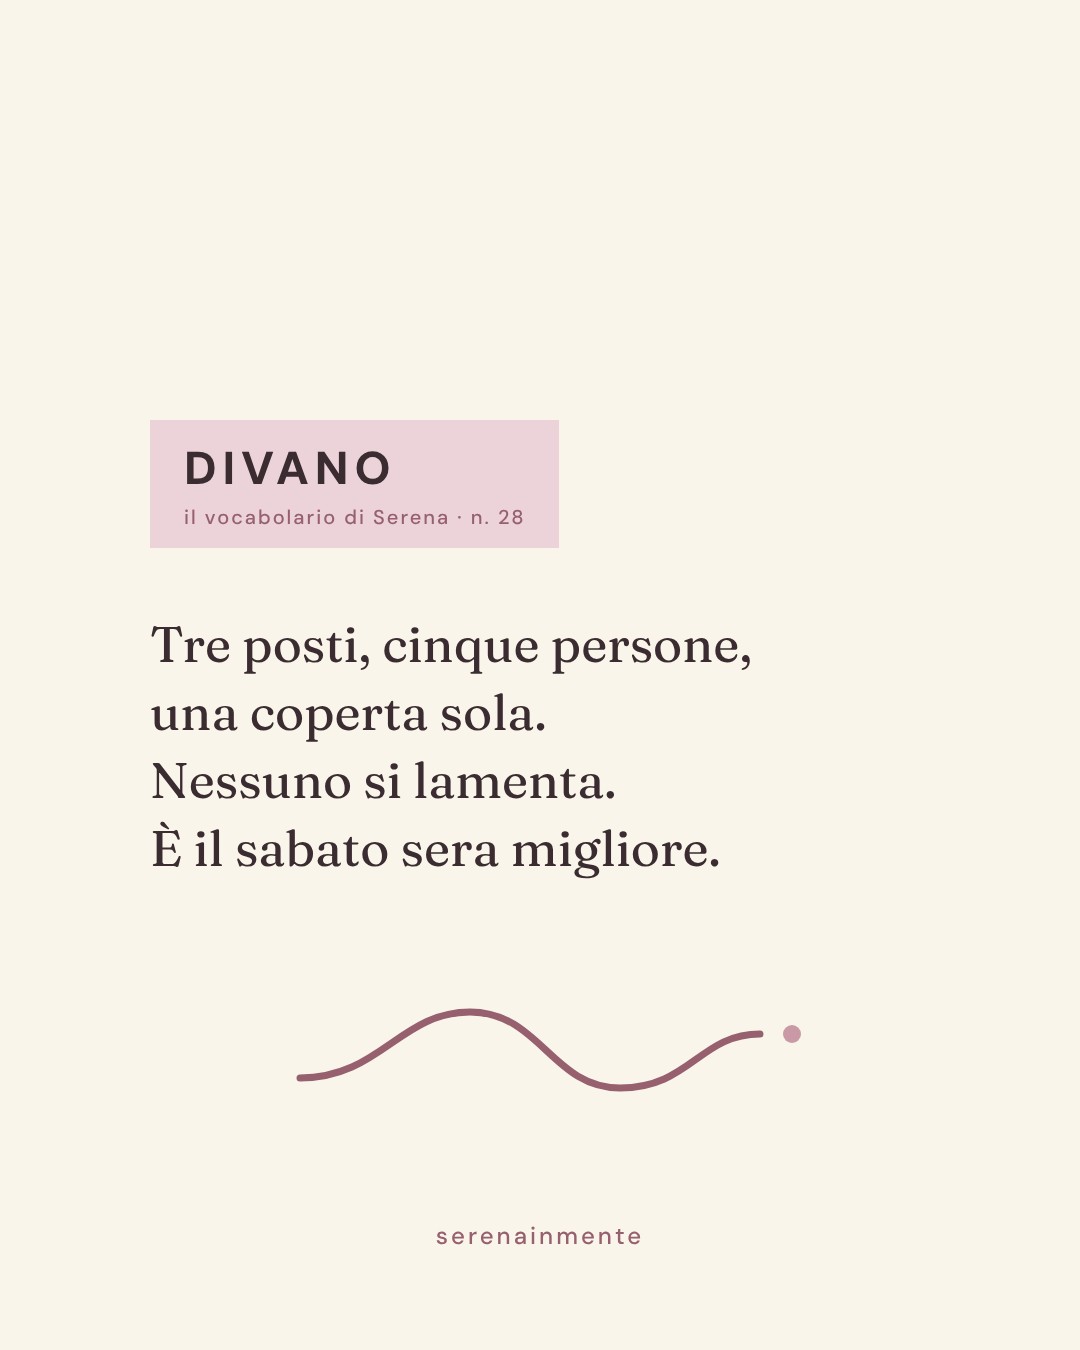 DIVANO
il vocabolario di Serena · n. 28
Tre posti, cinque persone,
una coperta sola.
Nessuno si lamenta.
È il sabato sera migliore.
serenainmente